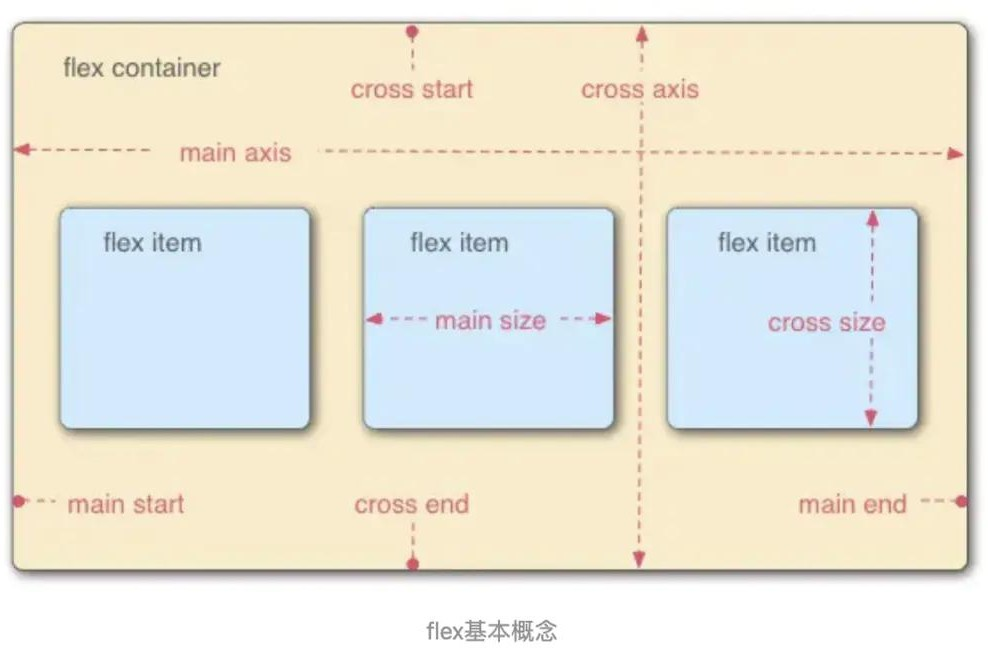 flex container
cross start
cross axis
main axis
flex item
flex item
flex item
main size
cross size
main start
cross end
main end
flex基本概念